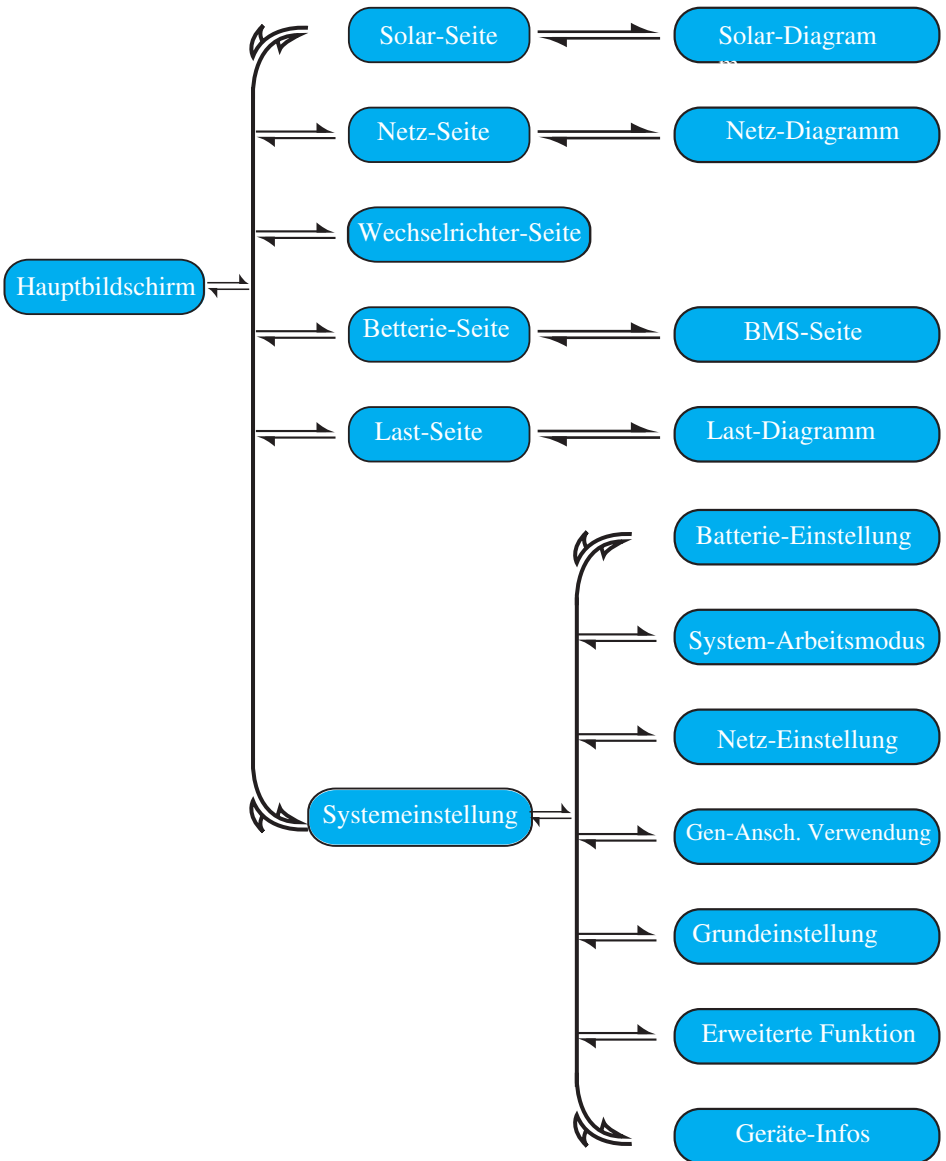 Solar-Seite
Solar-Diagram
m
Netz-Seite
Netz-Diagramm
Wechselrichter-Seite
Hauptbildschirm
Betterie-Seite
BMS-Seite
Last-Seite
Last-Diagramm
Batterie-Einstellung
System-Arbeitsmodus
Netz-Einstellung
Systemeinstellung
Gen-Ansch. Verwendung
Grundeinstellung
Erweiterte Funktion
Geräte-Infos